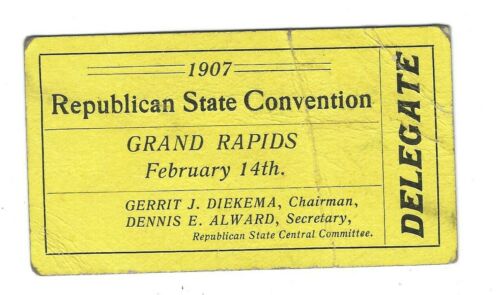 1907
Republican State Convention
GRAND RAPIDS
February 14th.
GERRIT J. DIEKEMA, Chairman,
DENNIS E. ALWARD, Secretary,
Republican State Central Committee.
DELEGATE